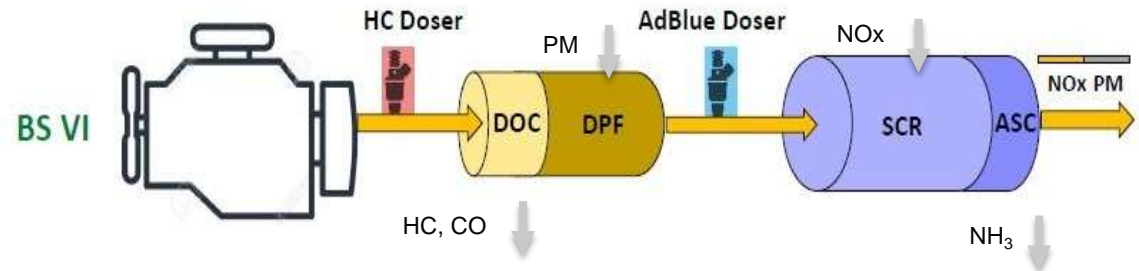 HC Doser
AdBlue Doser
PM
NOx
NOx PM
BS VI
DOC
DPF
SCR
ASC
HC, CO
NH₃